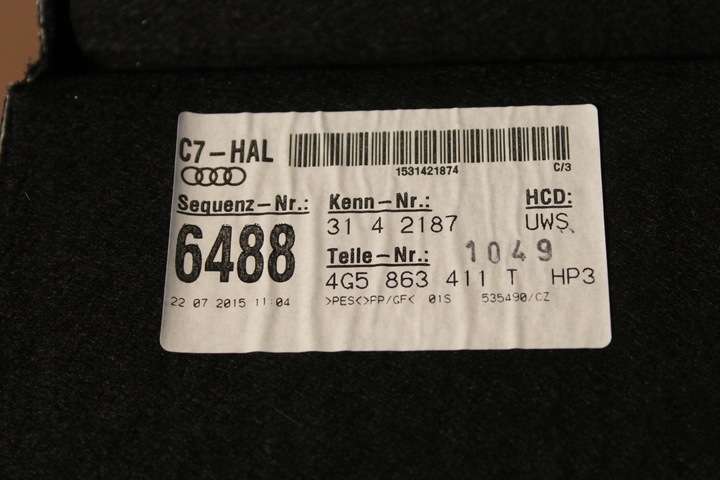 C7-HAL
1531421874
C/3
Sequenz-Nr.:
6488
22 07 2015 11:04
Kenn-Nr.:
31 4 2187
HCD:
UWS
Teile-Nr.:
1049
4G5 863 411 T HP3
>PES<>PP/GF< 01S 535490/CZ